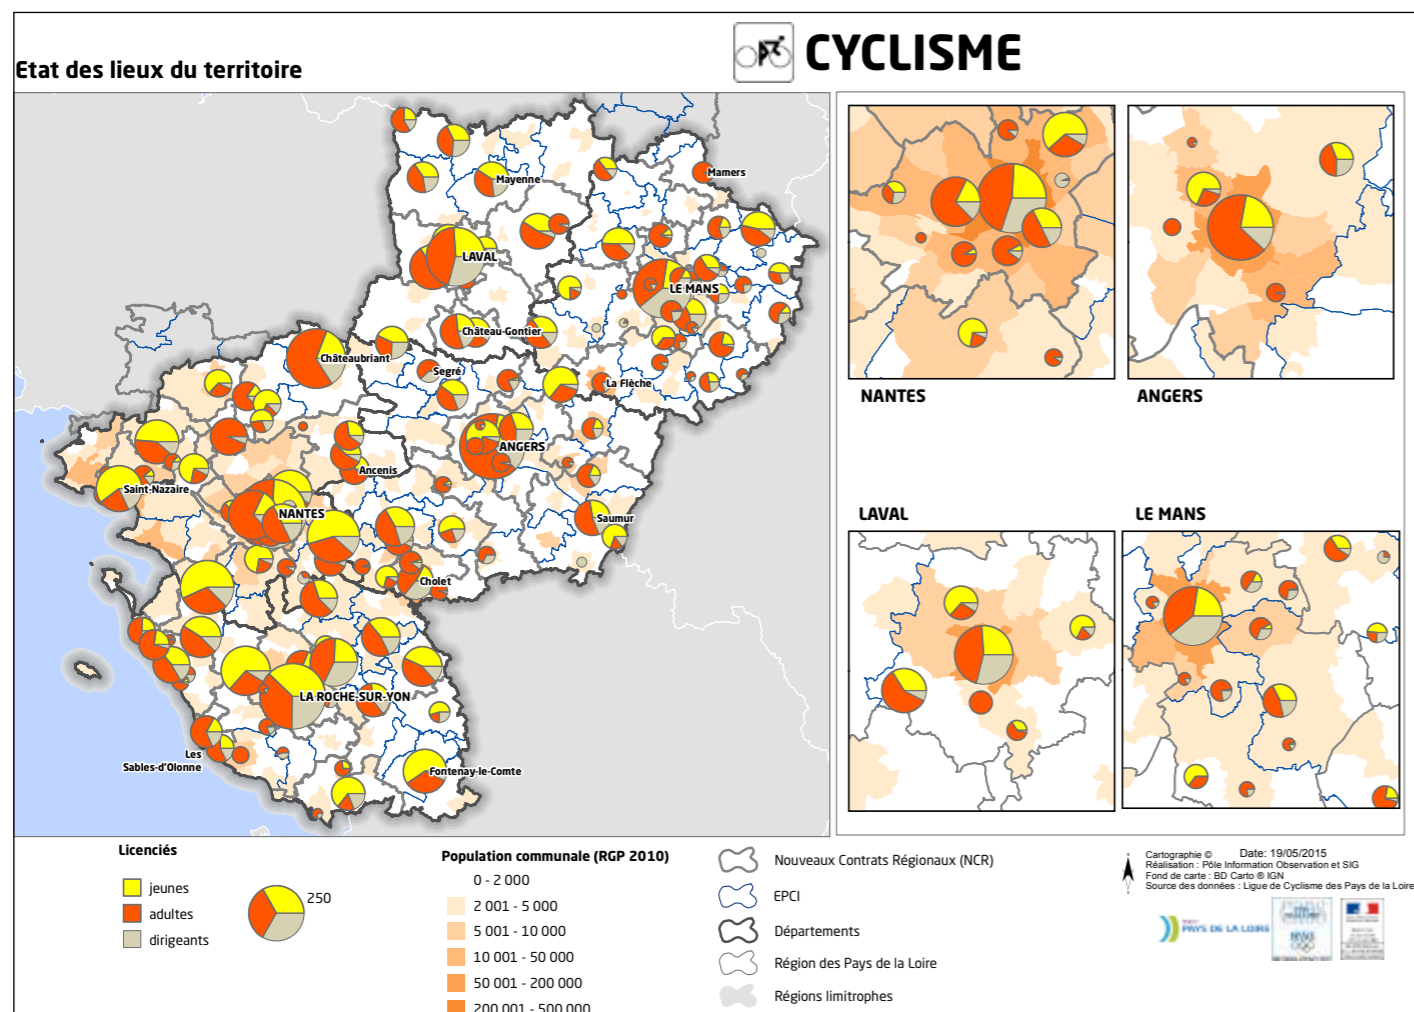 CYCLISME
Etat des lieux du territoire
Mayenne
Mamers
LAVAL
LE MANS
Château-Gontier
Châteaubriant
Segré
La Flèche
ANGERS
Ancenis
Saint-Nazaire
NANTES
Saumur
Cholet
LA ROCHE-SUR-YON
Les
Sables-d'Olonne
Fontenay-le-Comte
NANTES
ANGERS
LAVAL
LE MANS
Licenciés
jeunes
adultes
dirigeants
250
Population communale (RGP 2010)
0 - 2 000
2 001 - 5 000
5 001 - 10 000
10 001 - 50 000
50 001 - 200 000
200 001 - 500 000
Nouveaux Contrats Régionaux (NCR)
EPCI
Départements
Région des Pays de la Loire
Régions limitrophes
Cartographie © Date: 19/05/2015
Réalisation : Pôle Information Observation et SIG
Fond de carte : BD Carto ® IGN
Source des données : Ligue de Cyclisme des Pays de la Loire
PAYS DE LA LOIRE